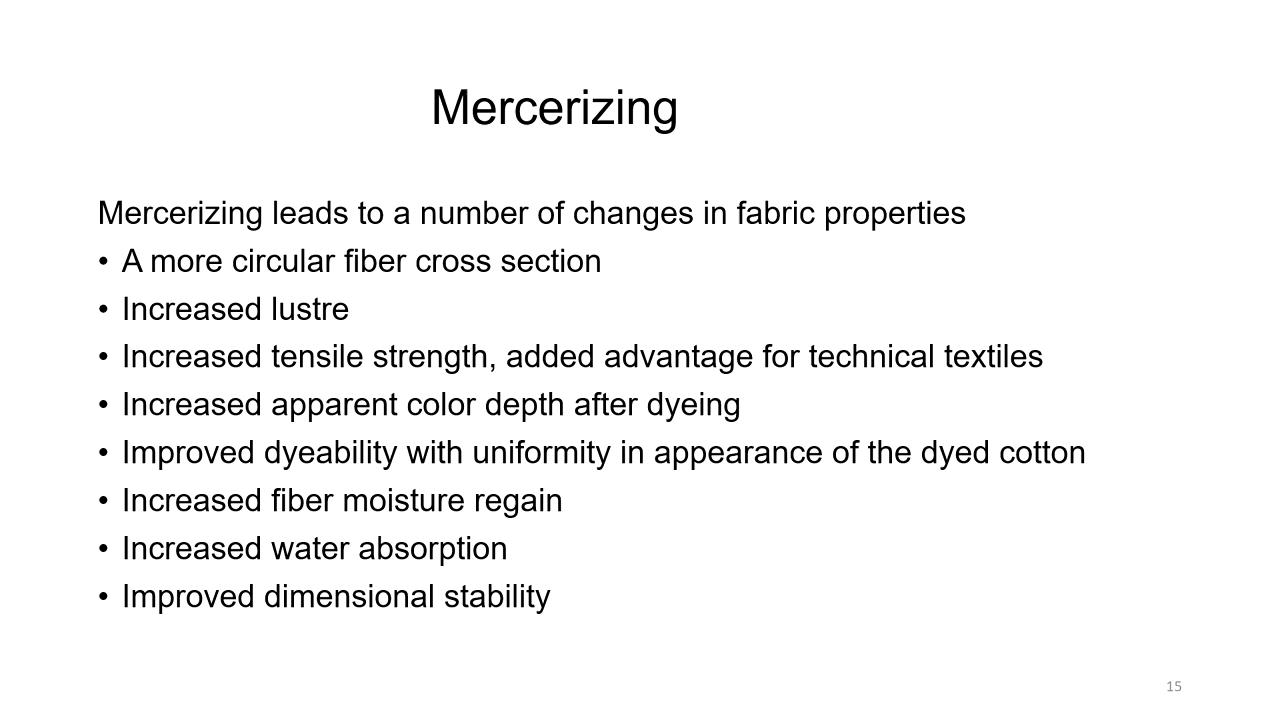 Mercerizing
Mercerizing leads to a number of changes in fabric properties
• A more circular fiber cross section
• Increased lustre
• Increased tensile strength, added advantage for technical textiles
• Increased apparent color depth after dyeing
• Improved dyeability with uniformity in appearance of the dyed cotton
• Increased fiber moisture regain
• Increased water absorption
• Improved dimensional stability
15